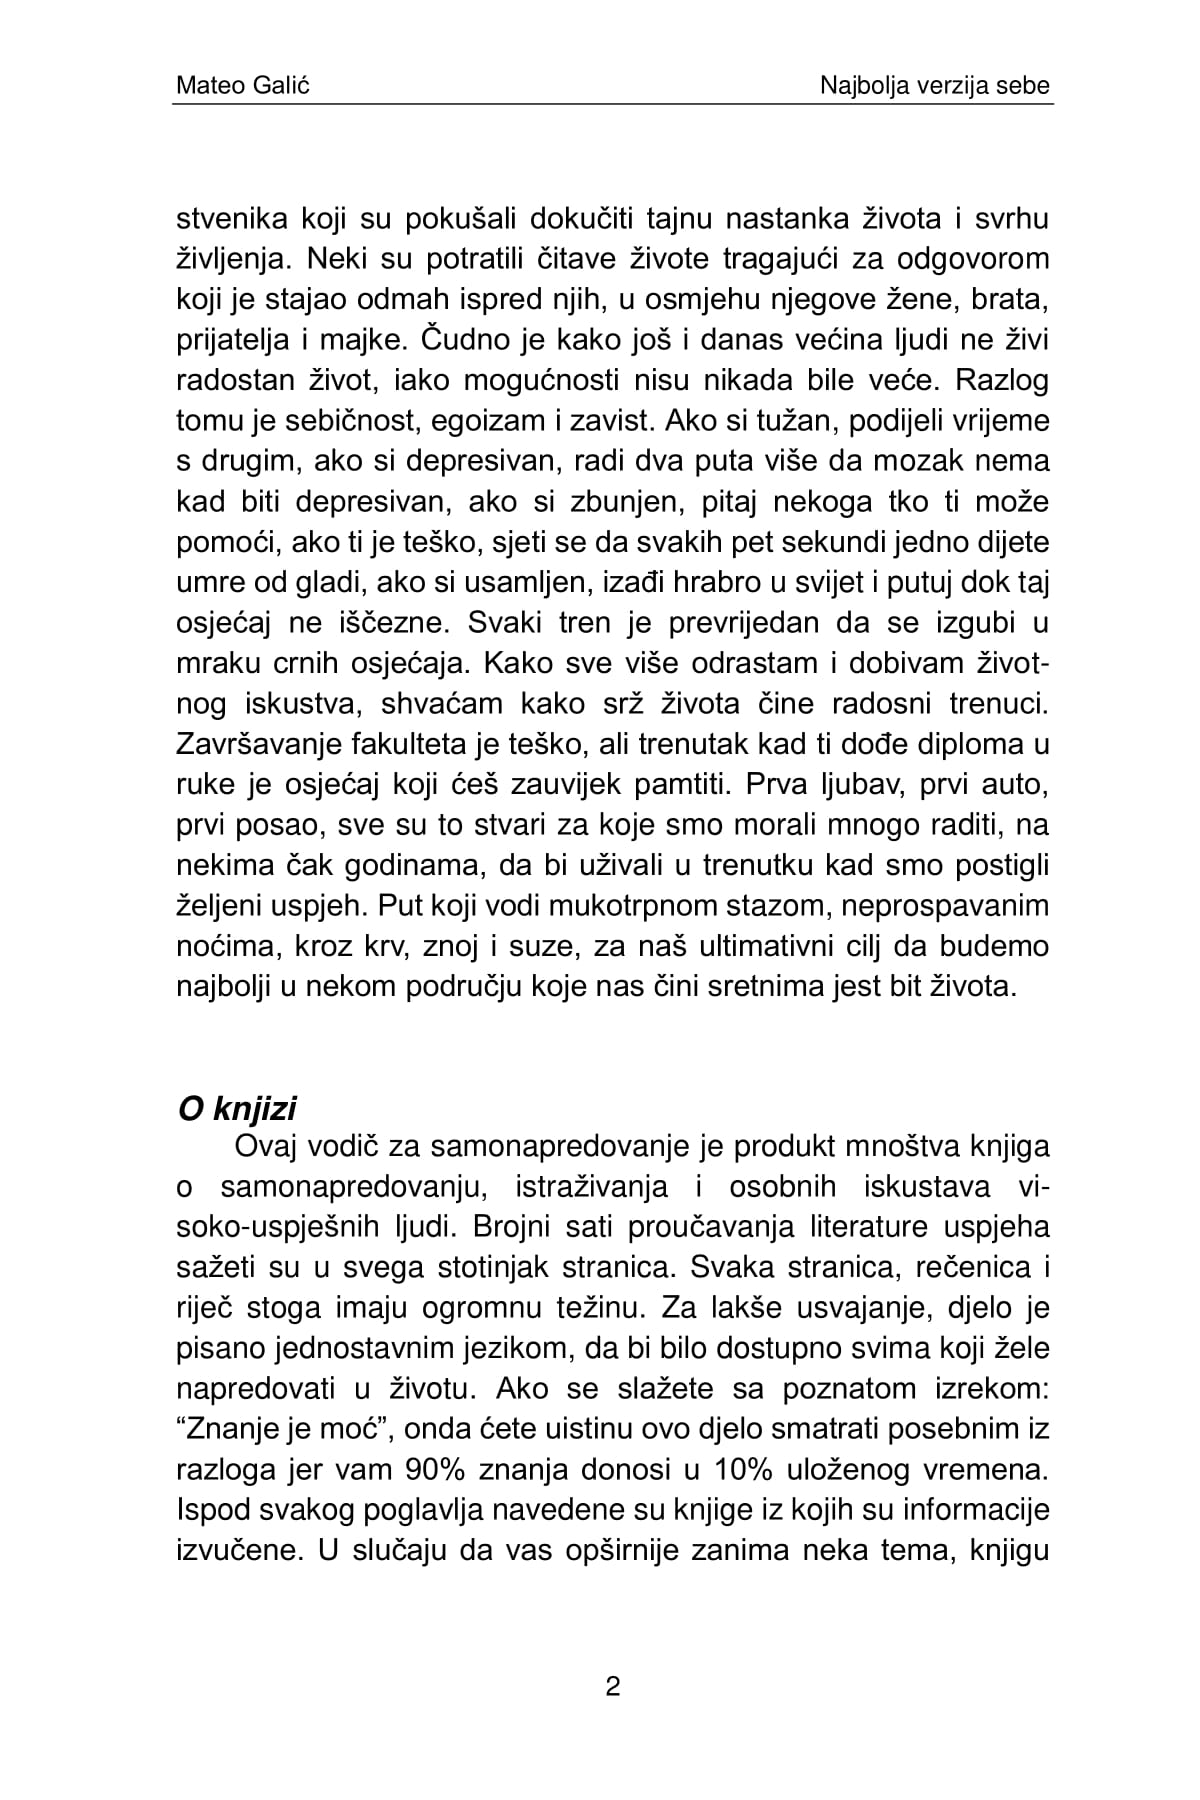 Mateo Galić
Najbolja verzija sebe
stvenika koji su pokušali dokučiti tajnu nastanka života i svrhu
življenja. Neki su potratili čitave živote tragajući za odgovorom
koji je stajao odmah ispred njih, u osmjehu njegove žene, brata,
prijatelja i majke. Čudno je kako još i danas većina ljudi ne živi
radostan život, iako mogućnosti nisu nikada bile veće. Razlog
tomu je sebičnost, egoizam i zavist. Ako si tužan, podijeli vrijeme
s drugim, ako si depresivan, radi dva puta više da mozak nema
kad biti depresivan, ako si zbunjen, pitaj nekoga tko ti može
pomoći, ako ti je teško, sjeti se da svakih pet sekundi jedno dijete
umre od gladi, ako si usamljen, izađi hrabro u svijet i putuj dok taj
osjećaj ne iščezne. Svaki tren je prevrijedan da se izgubi u
mraku crnih osjećaja. Kako sve više odrastam i dobivam život-
nog iskustva, shvaćam kako srž života čine radosni trenuci.
Završavanje fakulteta je teško, ali trenutak kad ti dođe diploma u
ruke je osjećaj koji ćeš zauvijek pamtiti. Prva ljubav, prvi auto,
prvi posao, sve su to stvari za koje smo morali mnogo raditi, na
nekima čak godinama, da bi uživali u trenutku kad smo postigli
željeni uspjeh. Put koji vodi mukotrpnom stazom, neprospavanim
noćima, kroz krv, znoj i suze, za naš ultimativni cilj da budemo
najbolji u nekom području koje nas čini sretnima jest bit života.
O knjizi
Ovaj vodič za samonapredovanje je produkt mnoštva knjiga
o samonapredovanju, istraživanja i osobnih iskustava vi-
soko-uspješnih ljudi. Brojni sati proučavanja literature uspjeha
sažeti su u svega stotinjak stranica. Svaka stranica, rečenica i
riječ stoga imaju ogromnu težinu. Za lakše usvajanje, djelo je
pisano jednostavnim jezikom, da bi bilo dostupno svima koji žele
napredovati u životu. Ako se slažete sa poznatom izrekom:
“Znanje je moć”, onda ćete uistinu ovo djelo smatrati posebnim iz
razloga jer vam 90% znanja donosi u 10% uloženog vremena.
Ispod svakog poglavlja navedene su knjige iz kojih su informacije
izvučene. U slučaju da vas opširnije zanima neka tema, knjigu
2